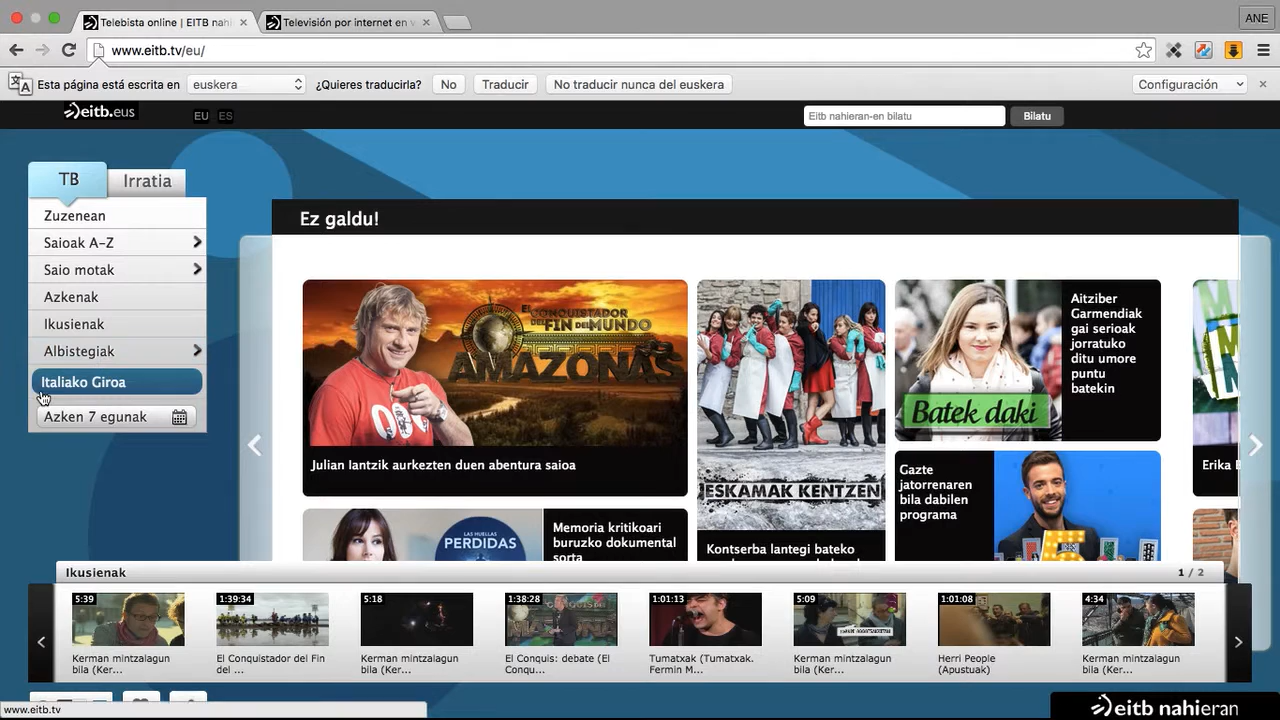 Telebista online | EITB nahi
Televisión por internet en v
ANE
www.eitb.tv/eu/
Esta página está escrita en
euskera
¿Quieres traducirla?
No
Traducir
No traducir nunca del euskera
Configuración
eitb.eus
EU ES
Eitb nahieran-en bilatu
Bilatu
TB
Irratia
Zuzenean
Saioak A-Z
Saio motak
Azkenak
Ikusienak
Albistegiak
Italiako Giroa
Azken 7 egunak
Ez galdu!
EL CONQUISTADOR
DEL FIN DEL MUNDO
AMAZONAS
Julian lantzik aurkezten duen abentura saioa
ESKAMAK KENTZEN
Kontserba lantegi bateko
Batek daki
Aitziber
Garmendiak
gai serioak
jorratuko
ditu umore
puntu
batekin
Gazte
jatorrenaren
bila dabilen
programa
Erika
LAS HUELLAS
PERDIDAS
Memoria kritikoari
buruzko dokumental
sorta
Ikusienak
1 / 2
5:39
Kerman mintzalagun
bila (Ker...
1:39:34
El Conquistador del Fin
del ...
5:18
Kerman mintzalagun
bila (Ker...
1:38:28
El Conquis: debate (El
Conqu...
1:01:13
Tumatxak (Tumatxak.
Fermin M...
5:09
Kerman mintzalagun
bila (Ker...
1:01:08
Herri People
(Apustuak)
4:34
Kerman mintzalagun
bila (Ker...
www.eitb.tv
eitb nahieran